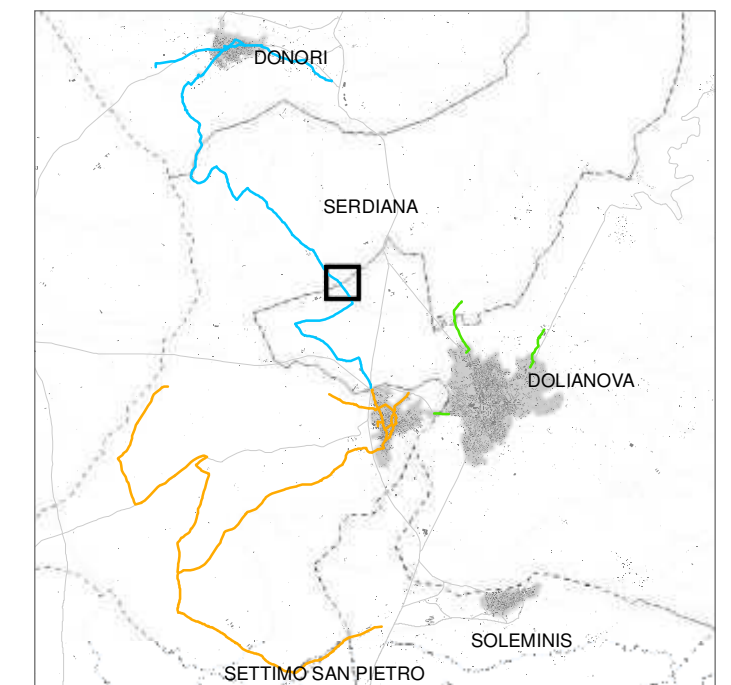 DONORI
SERDIANA
DOLIANOVA
SOLEMINIS
SETTIMO SAN PIETRO